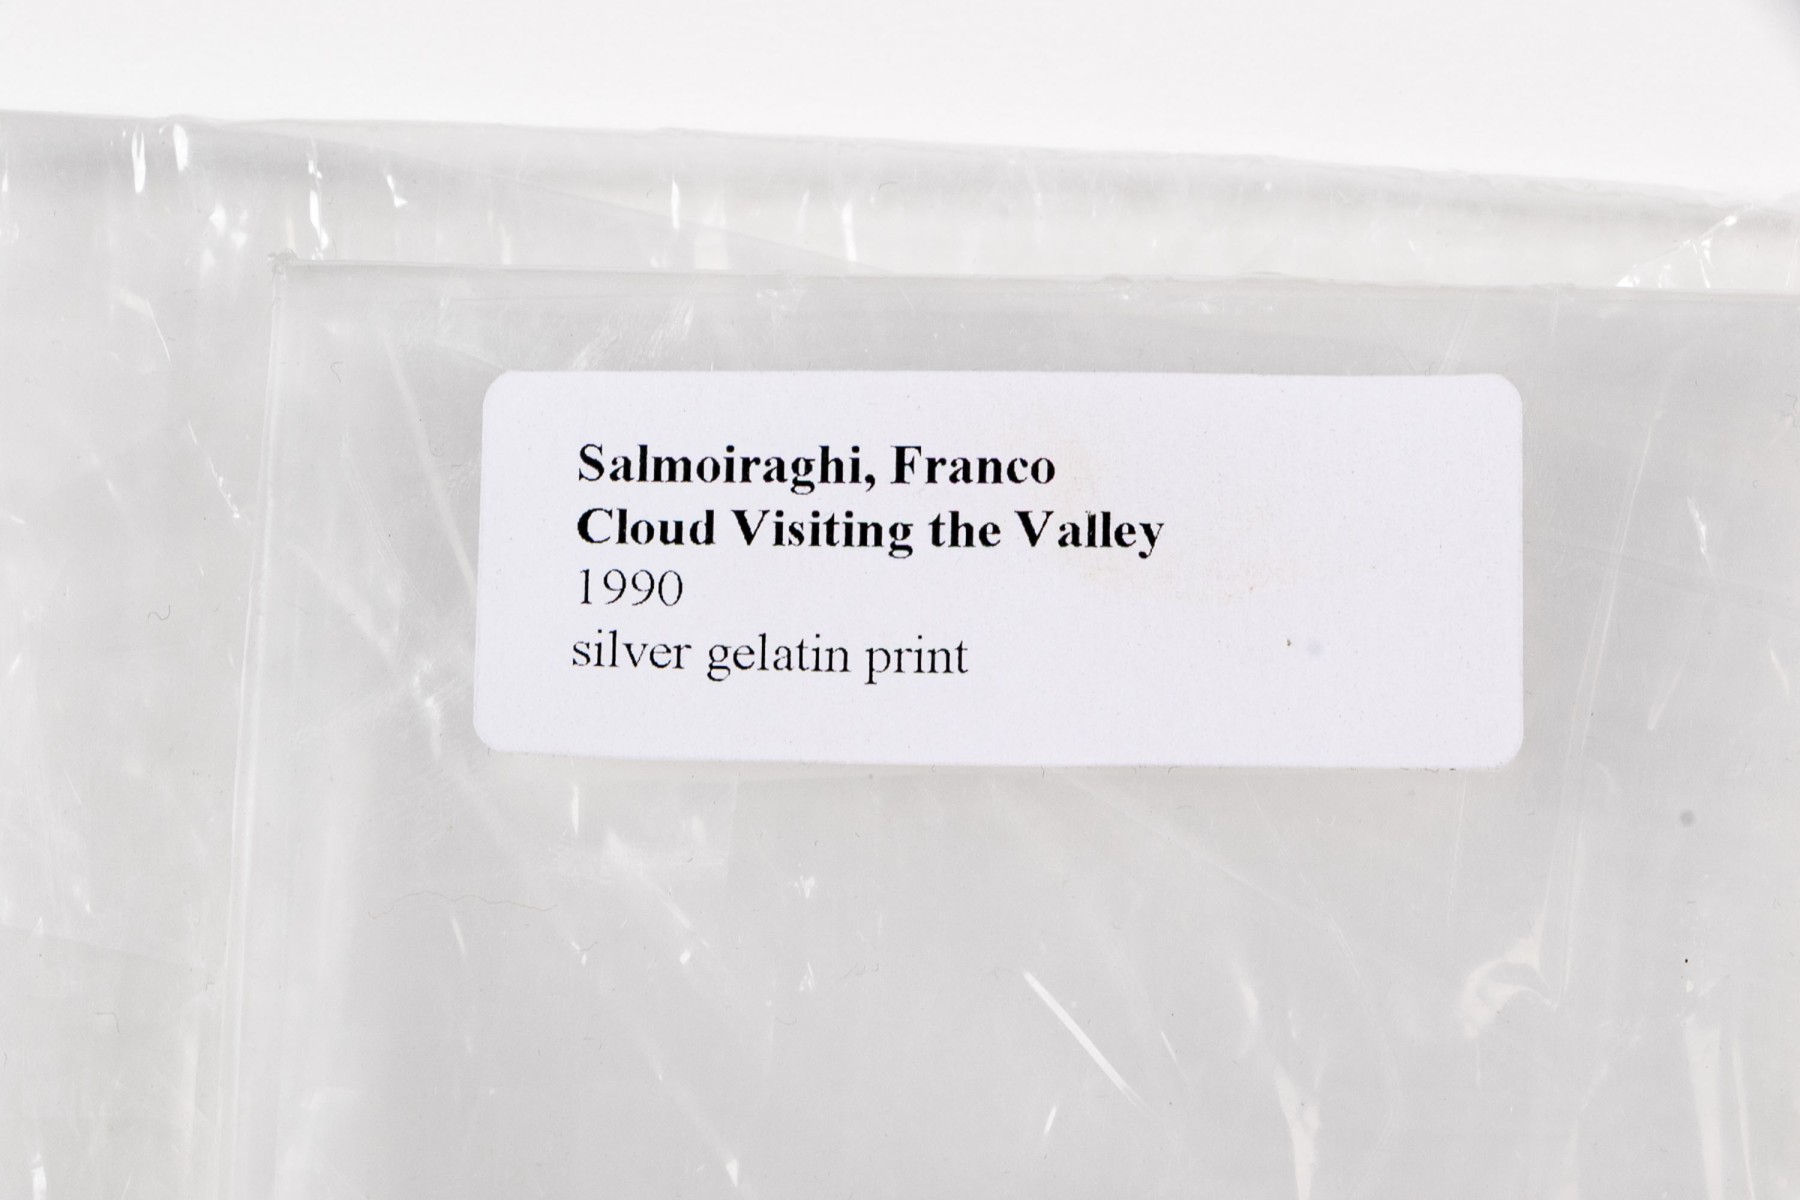 Salmoiraghi, Franco
Cloud Visiting the Valley
1990
silver gelatin print